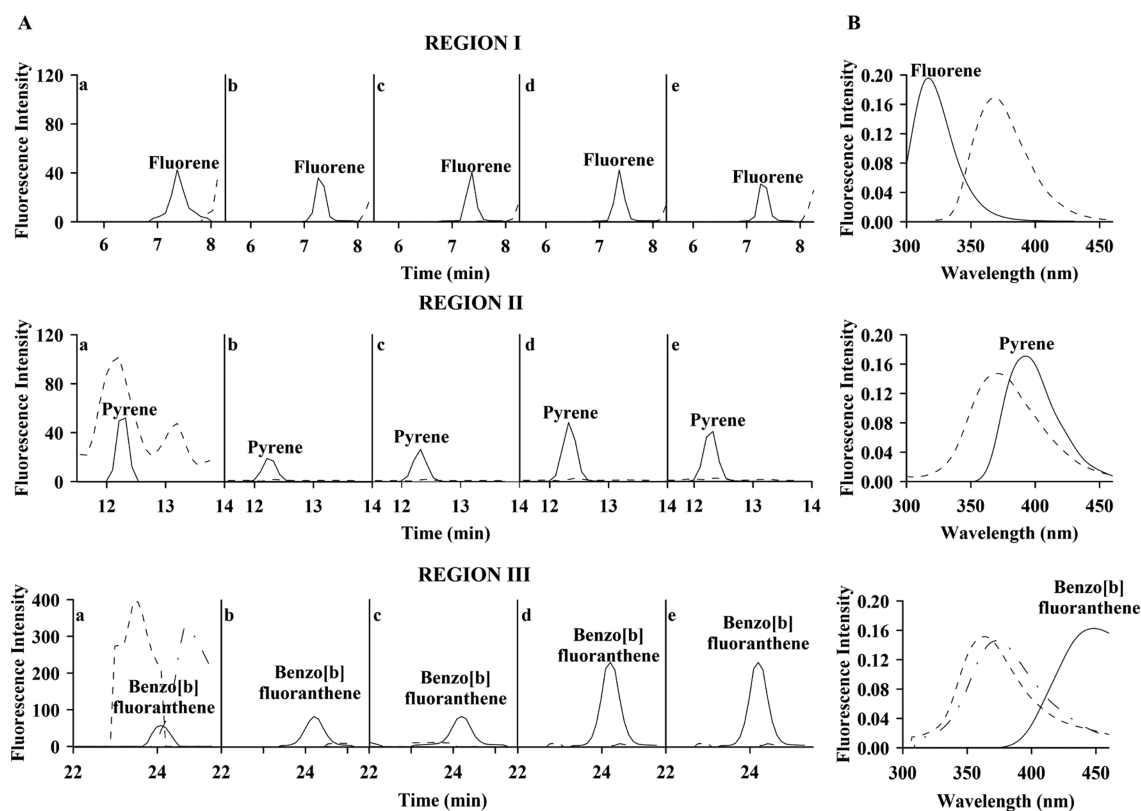 A
B
REGION I
Fluorescence Intensity
120
80
40
0
a
b
c
d
e
Fluorene
Fluorene
Fluorene
Fluorene
Fluorene
6 7 8 6 7 8 6 7 8 6 7 8 6 7 8
Time (min)
Fluorescence Intensity
0.20
0.16
0.12
0.08
0.04
0.00
Fluorene
300 350 400 450
Wavelength (nm)
REGION II
Fluorescence Intensity
120
80
40
0
a
b
c
d
e
Pyrene
Pyrene
Pyrene
Pyrene
Pyrene
12 13 14 12 13 14 12 13 14 12 13 14 12 13 14
Time (min)
Fluorescence Intensity
0.20
0.16
0.12
0.08
0.04
0.00
Pyrene
300 350 400 450
Wavelength (nm)
REGION III
Fluorescence Intensity
400
300
200
100
0
a
b
c
d
e
Benzo[b]
fluoranthene
Benzo[b]
fluoranthene
Benzo[b]
fluoranthene
Benzo[b]
fluoranthene
Benzo[b]
fluoranthene
22 24 22 24 22 24 22 24 22 24
Time (min)
Fluorescence Intensity
0.20
0.16
0.12
0.08
0.04
0.00
Benzo[b]
fluoranthene
300 350 400 450
Wavelength (nm)